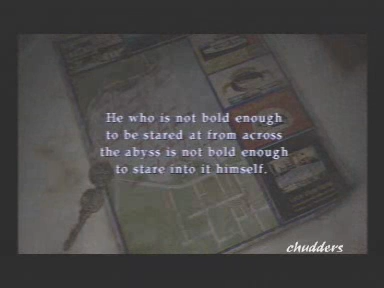 He who is not bold enough
to be stared at from across
the abyss is not bold enough
to stare into it himself.
chudders